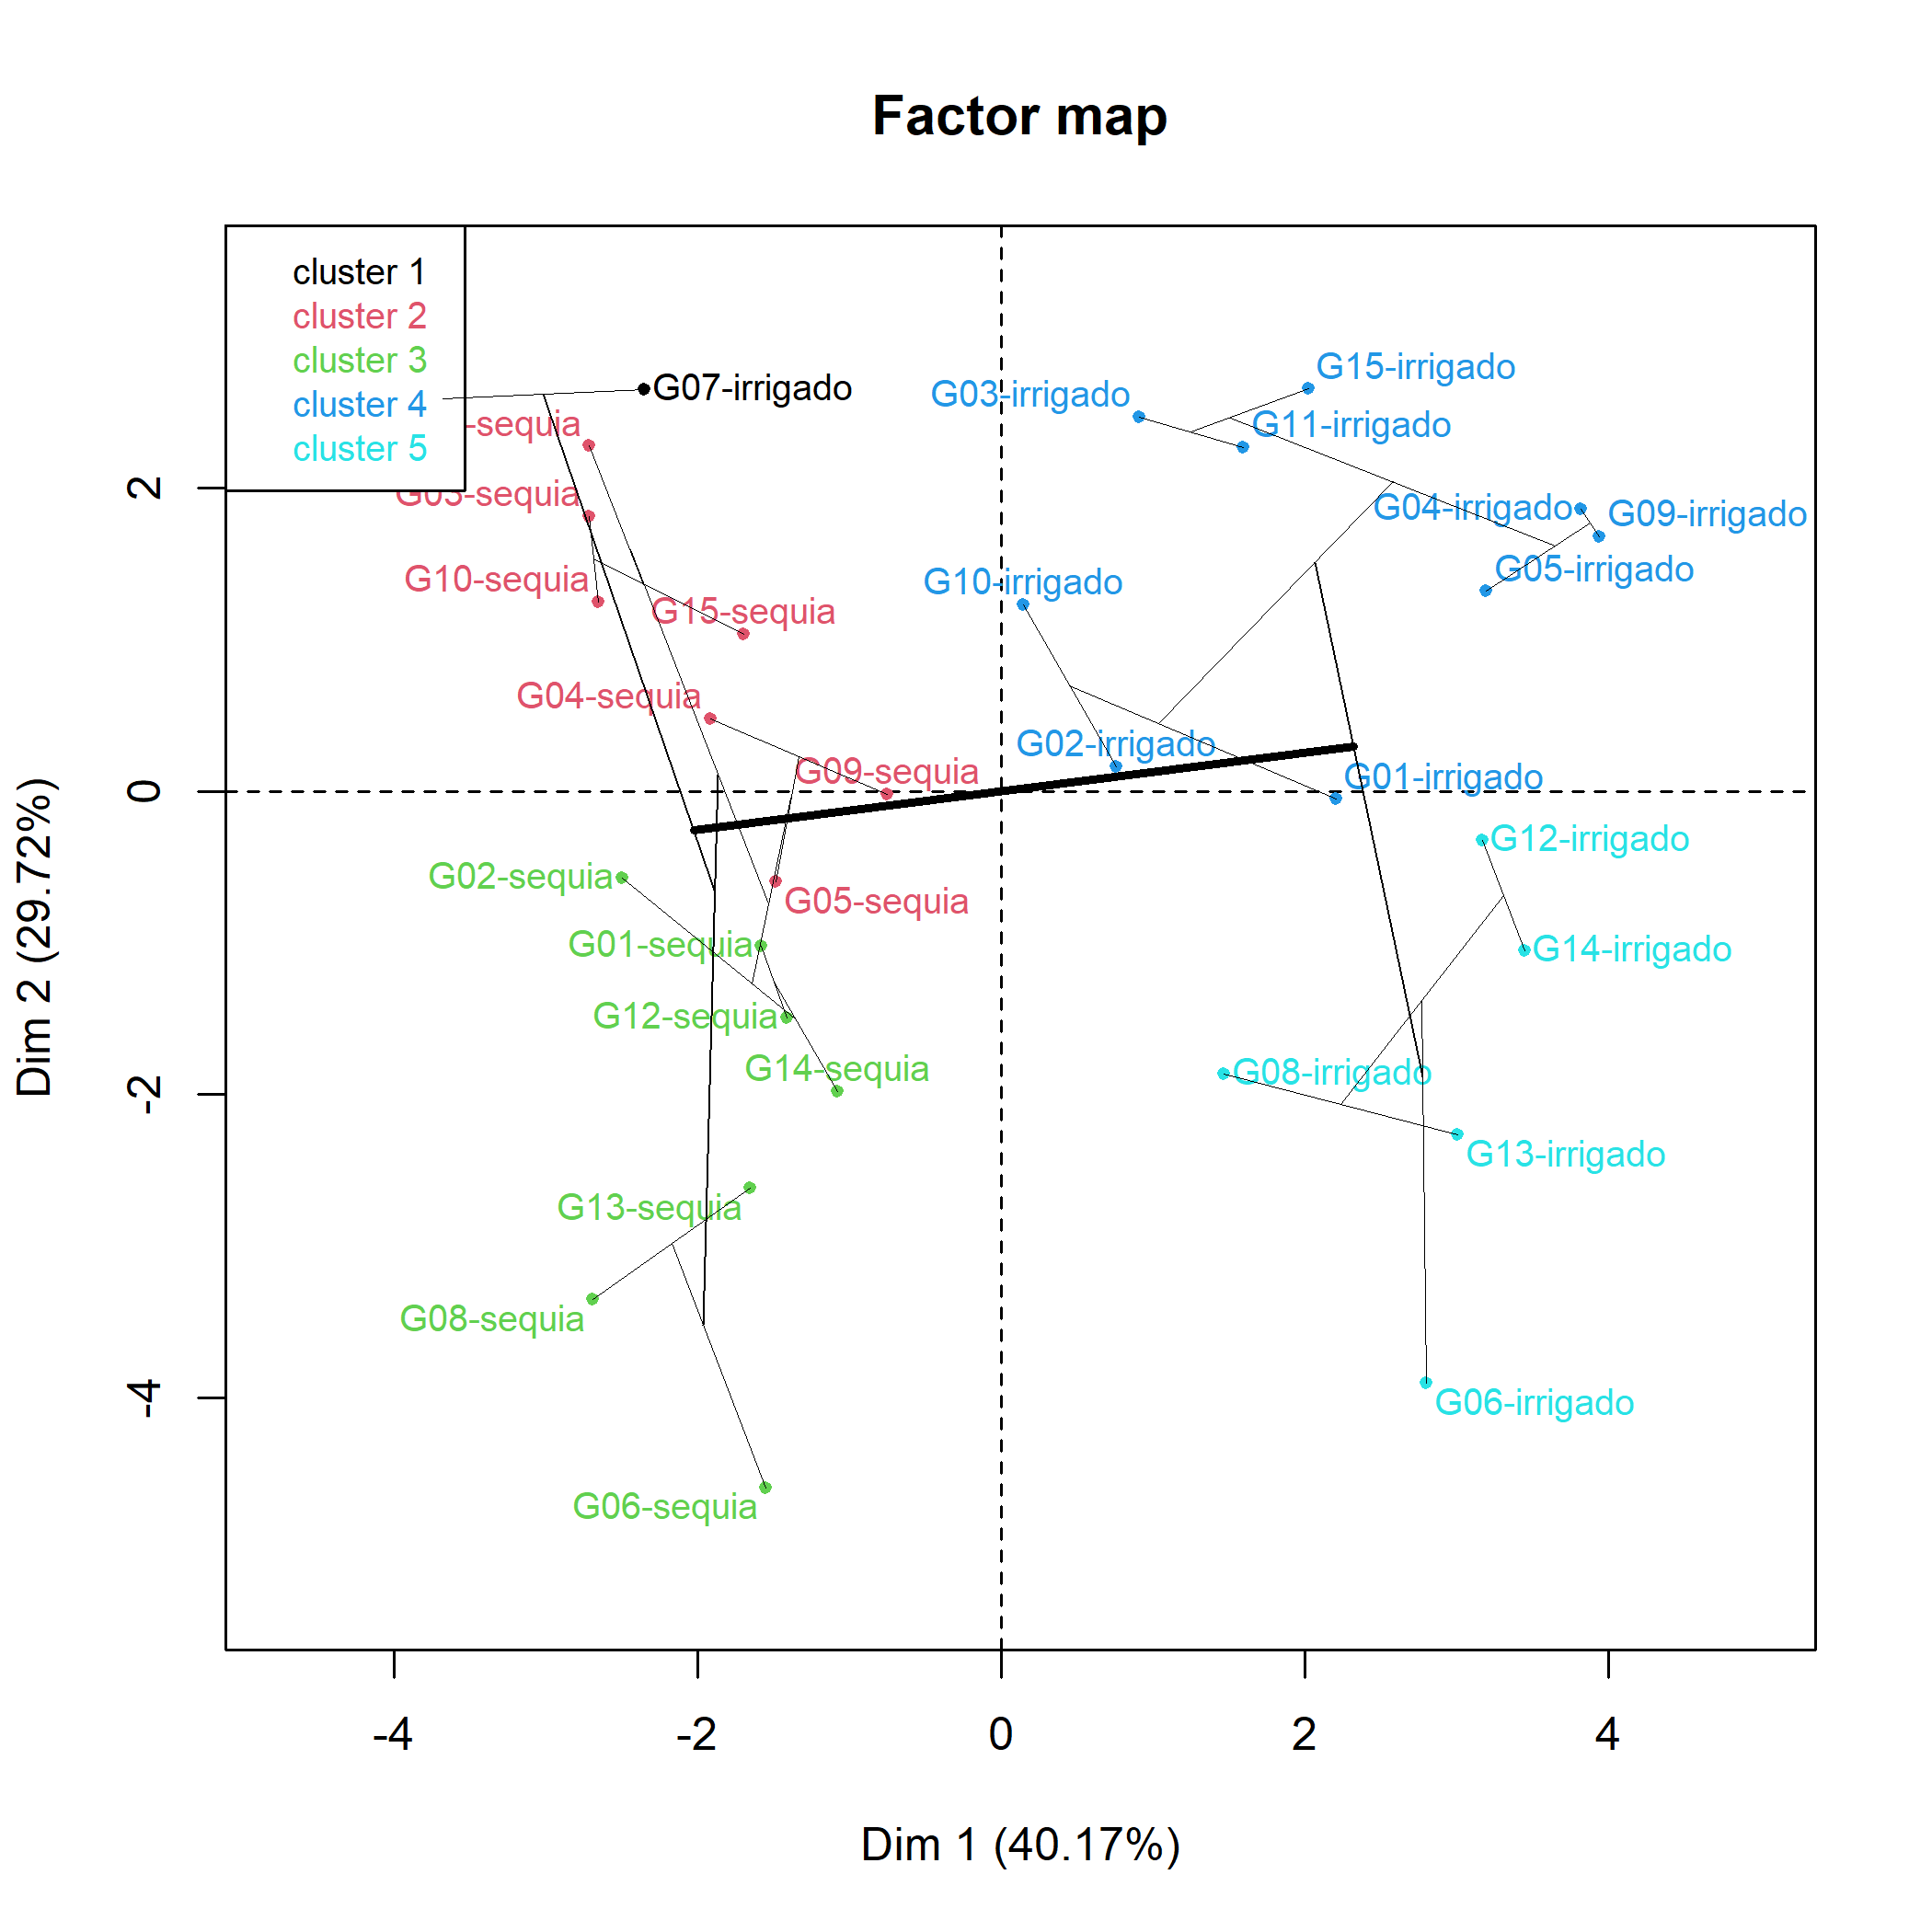 Factor map
cluster 1
cluster 2
cluster 3
cluster 4
cluster 5
G07-irrigado
G15-irrigado
G03-irrigado
-sequia
G11-irrigado
G03-sequia
G04-irrigado
G09-irrigado
G10-sequia
G05-irrigado
G10-irrigado
G15-sequia
G04-sequia
G02-irrigado
G09-sequia
G01-irrigado
G12-irrigado
G02-sequia
G05-sequia
G01-sequia
G14-irrigado
G12-sequia
G14-sequia
G08-irrigado
G13-irrigado
G13-sequia
G08-sequia
G06-irrigado
G06-sequia
2
0
-2
-4
Dim 2 (29.72%)
-4
-2
0
2
4
Dim 1 (40.17%)